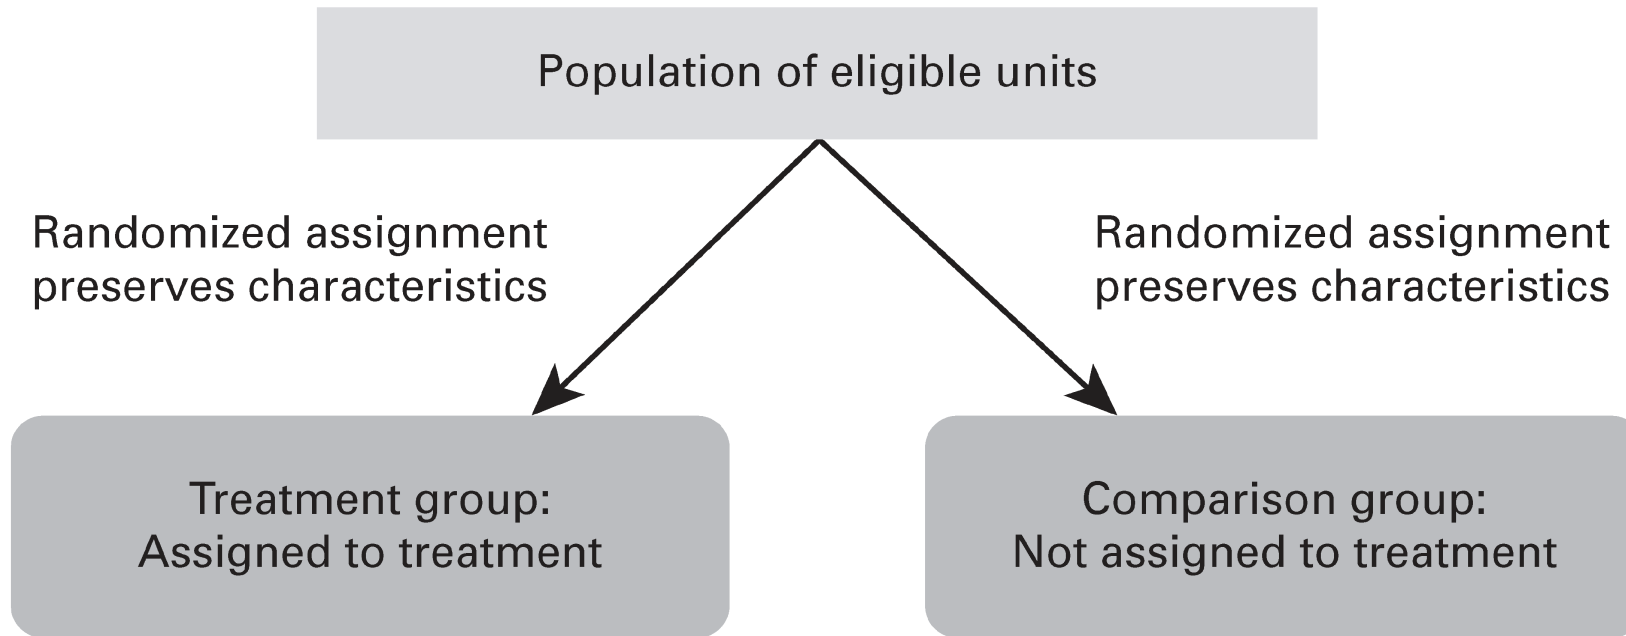 Population of eligible units
Randomized assignment
preserves characteristics
Randomized assignment
preserves characteristics
Treatment group:
Assigned to treatment
Comparison group:
Not assigned to treatment